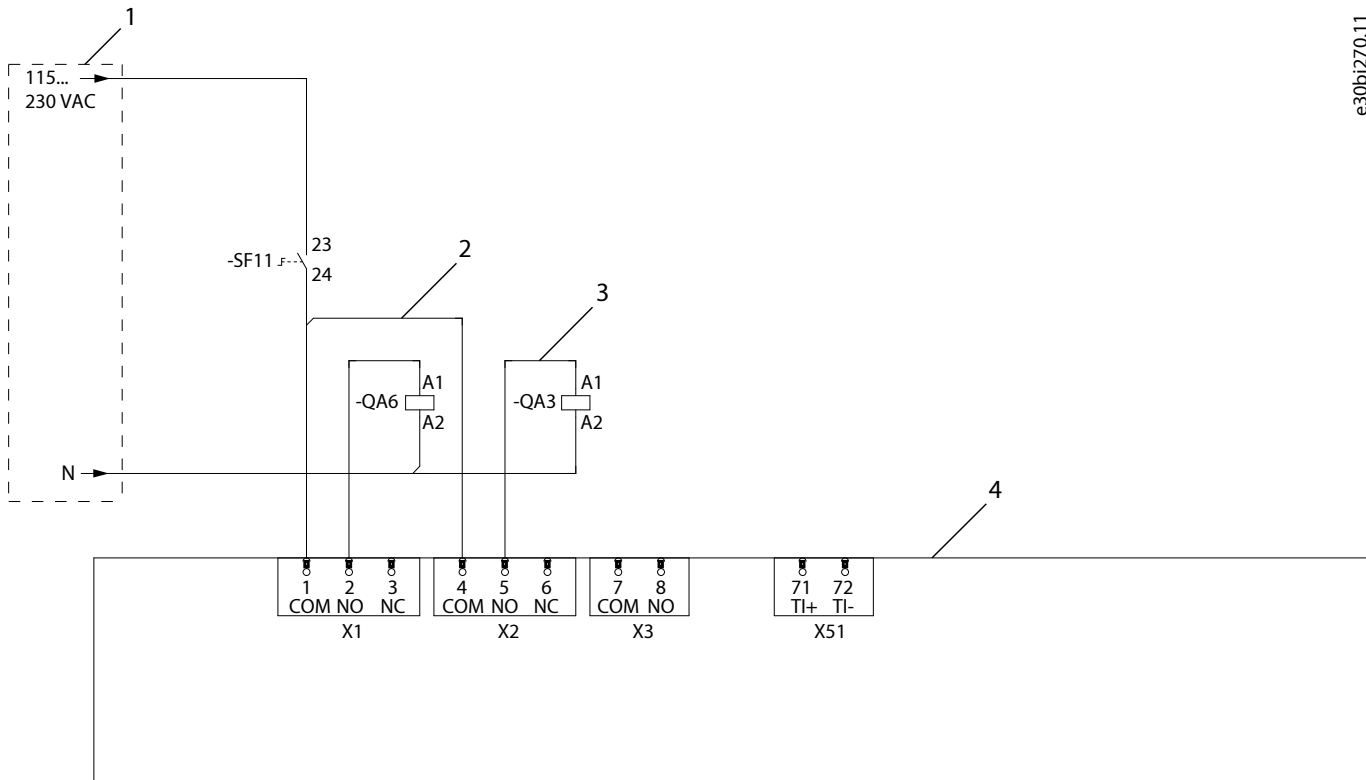 1
e30bj270.11
115...
230 VAC
23
-SF11
24
2
3
A1
-QA6
A2
A1
-QA3
A2
N
4
1 2 3 4 5 6 7 8 71 72
COM NO NC COM NO NC COM NO TI+ TI-
X1 X2 X3 X51